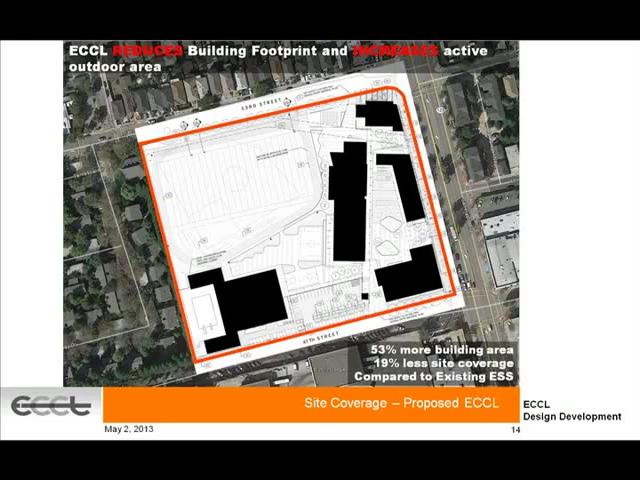 ECCL REDUCES Building Footprint and INCREASES active
outdoor area
53RD STREET
47TH STREET
53% more building area
19% less site coverage
Compared to Existing ESS
ECCL
Site Coverage – Proposed ECCL
ECCL
Design Development
May 2, 2013
14